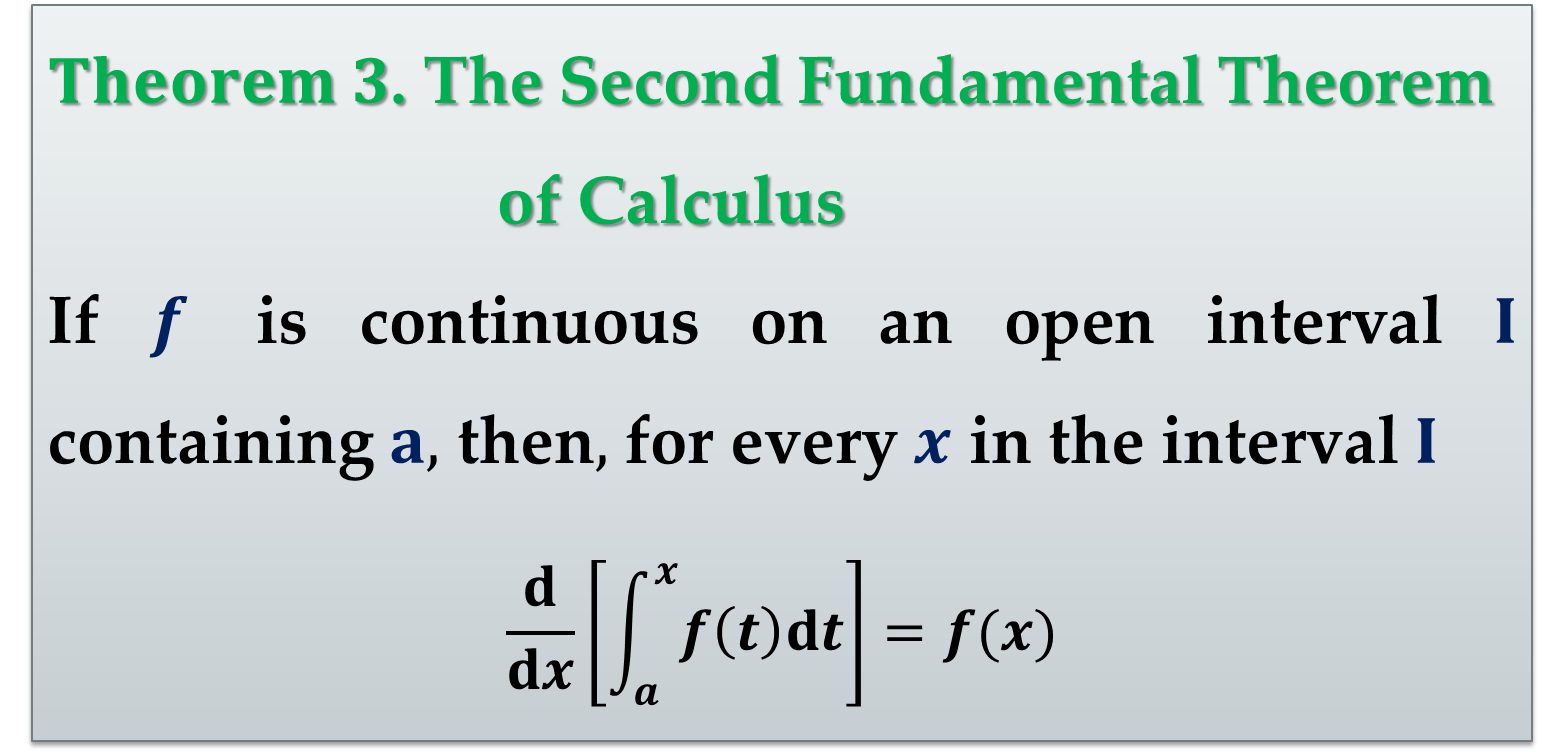 Theorem 3. The Second Fundamental Theorem
of Calculus
If f is continuous on an open interval I
containing a, then, for every x in the interval I
d/dx [∫ₐˣ f(t)dt] = f(x)